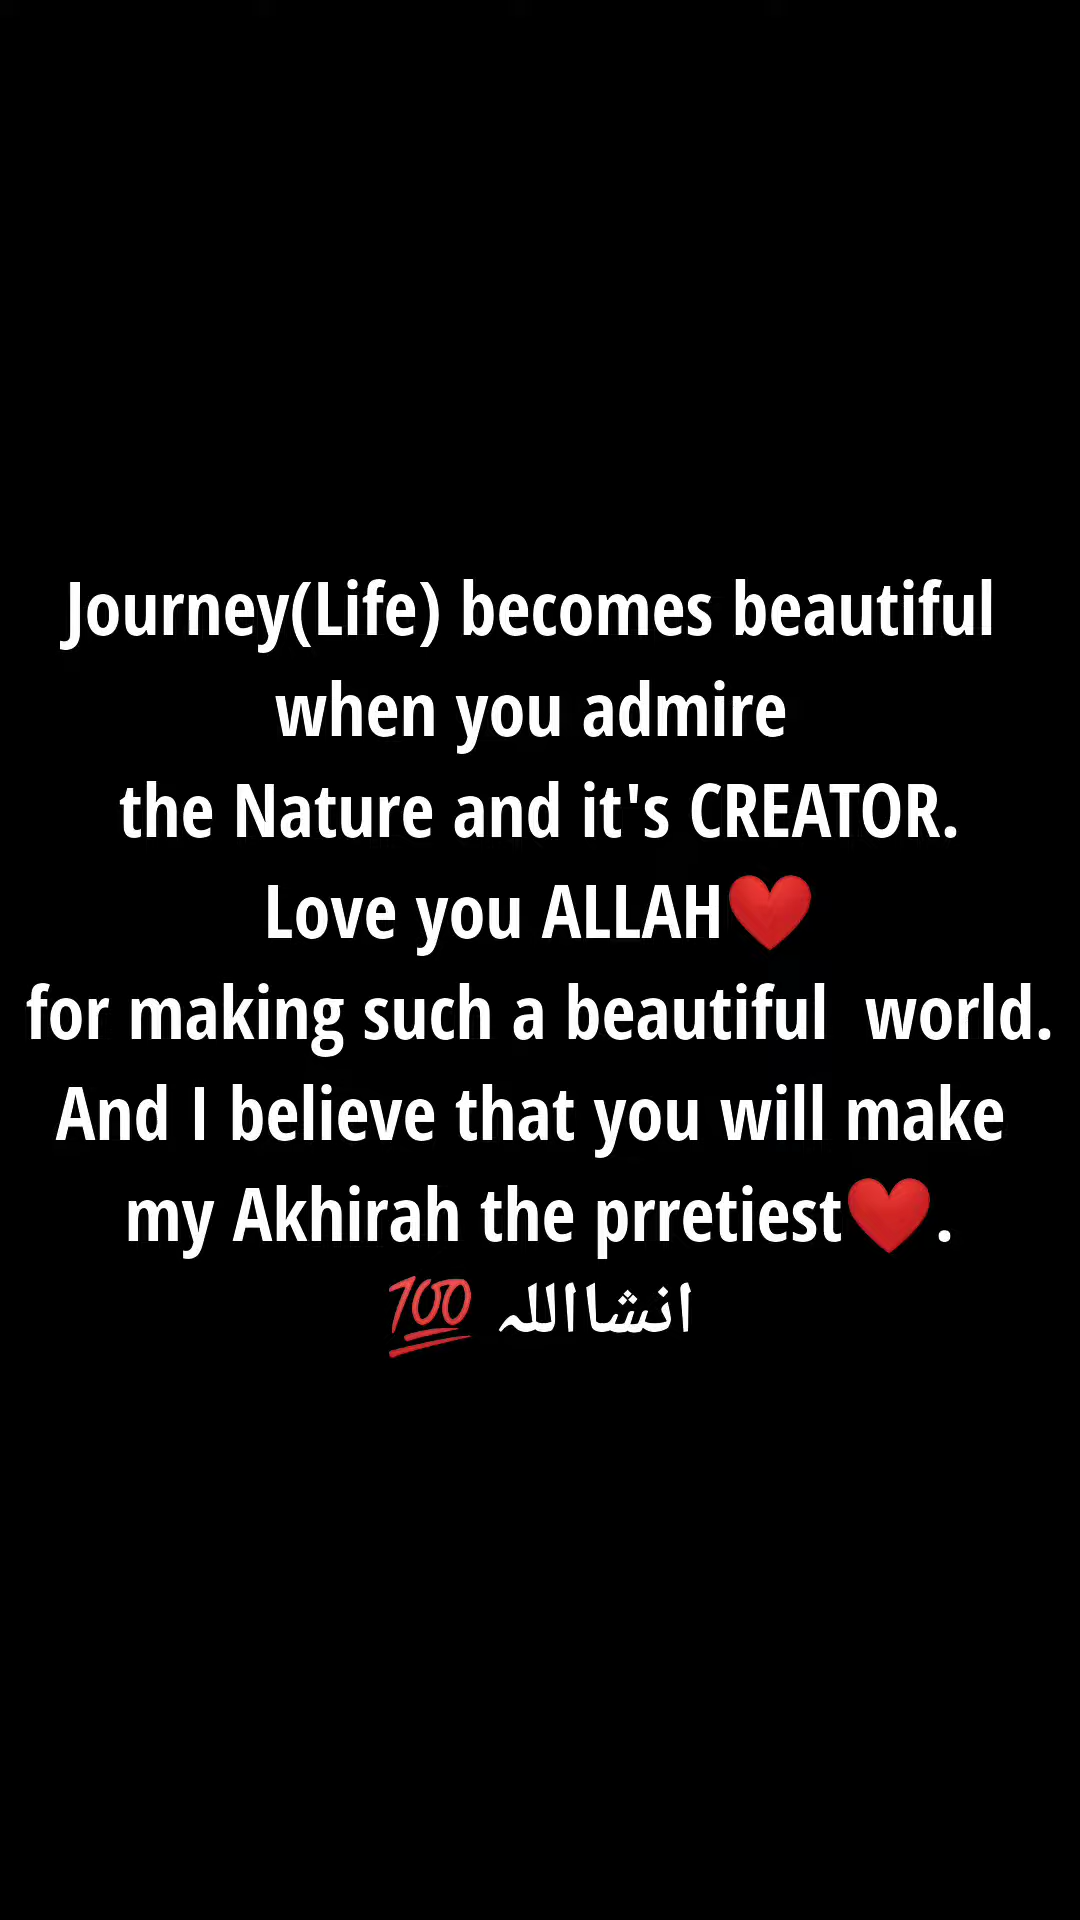 Journey(Life) becomes beautiful
when you admire
the Nature and it's CREATOR.
Love you ALLAH❤️
for making such a beautiful  world.
And I believe that you will make
my Akhirah the prretiest❤️.
انشااللہ 💯